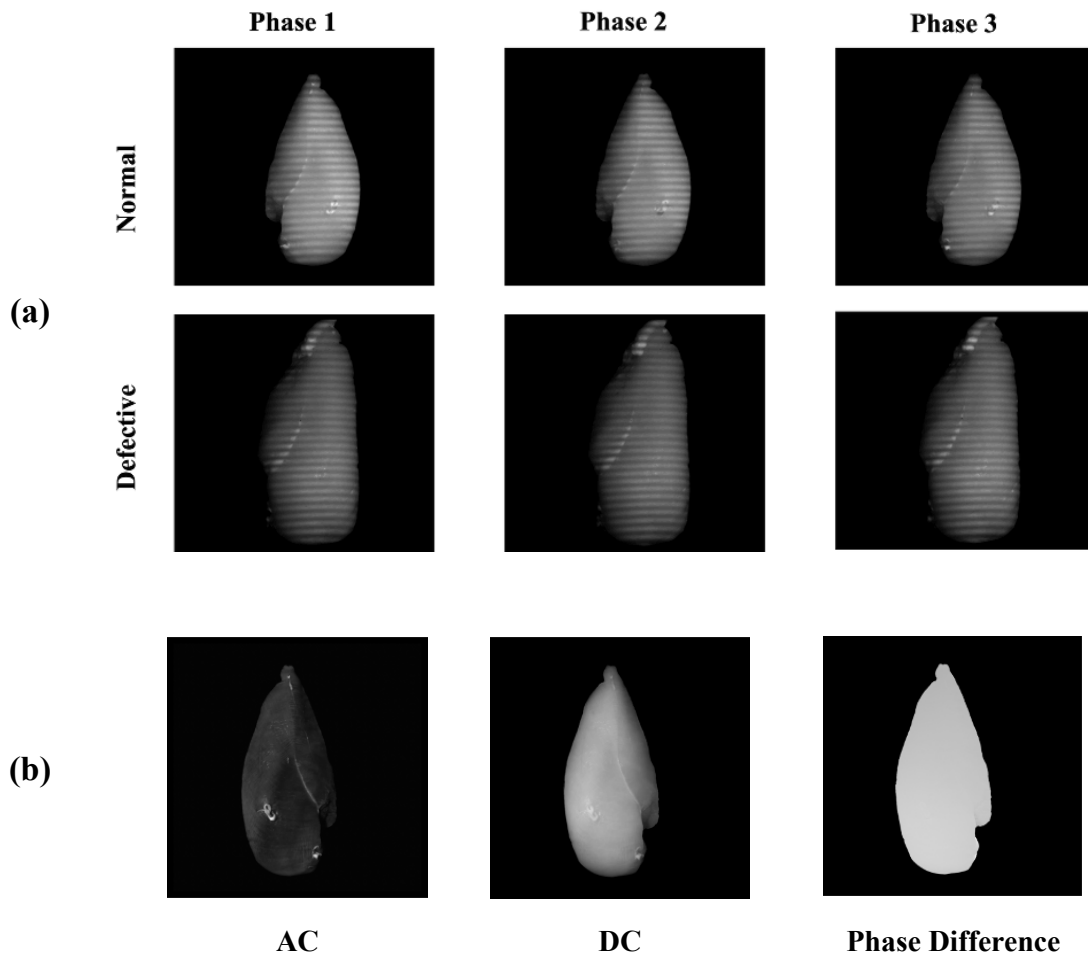 Phase 1 Phase 2 Phase 3
Normal
(a)
Defective
(b)
AC DC Phase Difference